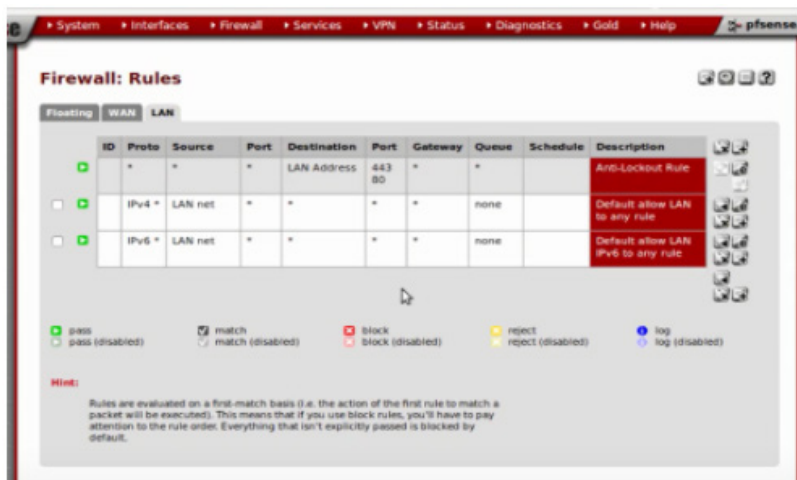 System Interfaces Firewall Services VPN Status Diagnostics Gold Help pfsense
Firewall: Rules
Floating WAN LAN
ID Proto Source Port Destination Port Gateway Queue Schedule Description
* * * LAN Address 443 * * Anti-Lockout Rule
80
IPv4 * LAN net * * * * none Default allow LAN
to any rule
IPv6 * LAN net * * * * none Default allow LAN
IPv6 to any rule
pass match block reject log
pass (disabled) match (disabled) block (disabled) reject (disabled) log (disabled)
Hint:
Rules are evaluated on a first-match basis (i.e. the action of the first rule to match a
packet will be executed). This means that if you use block rules, you'll have to pay
attention to the rule order. Everything that isn't explicitly passed is blocked by
default.